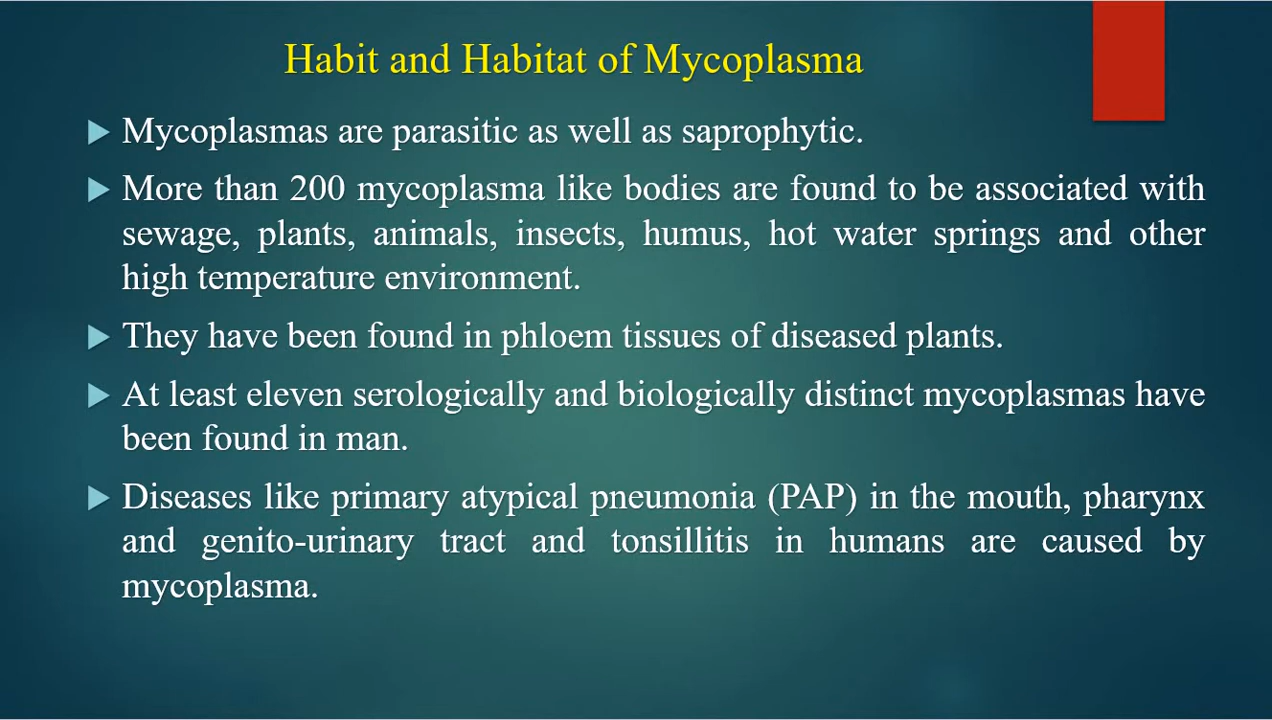 Habit and Habitat of Mycoplasma
Mycoplasmas are parasitic as well as saprophytic.
More than 200 mycoplasma like bodies are found to be associated with
sewage, plants, animals, insects, humus, hot water springs and other
high temperature environment.
They have been found in phloem tissues of diseased plants.
At least eleven serologically and biologically distinct mycoplasmas have
been found in man.
Diseases like primary atypical pneumonia (PAP) in the mouth, pharynx
and genito-urinary tract and tonsillitis in humans are caused by
mycoplasma.